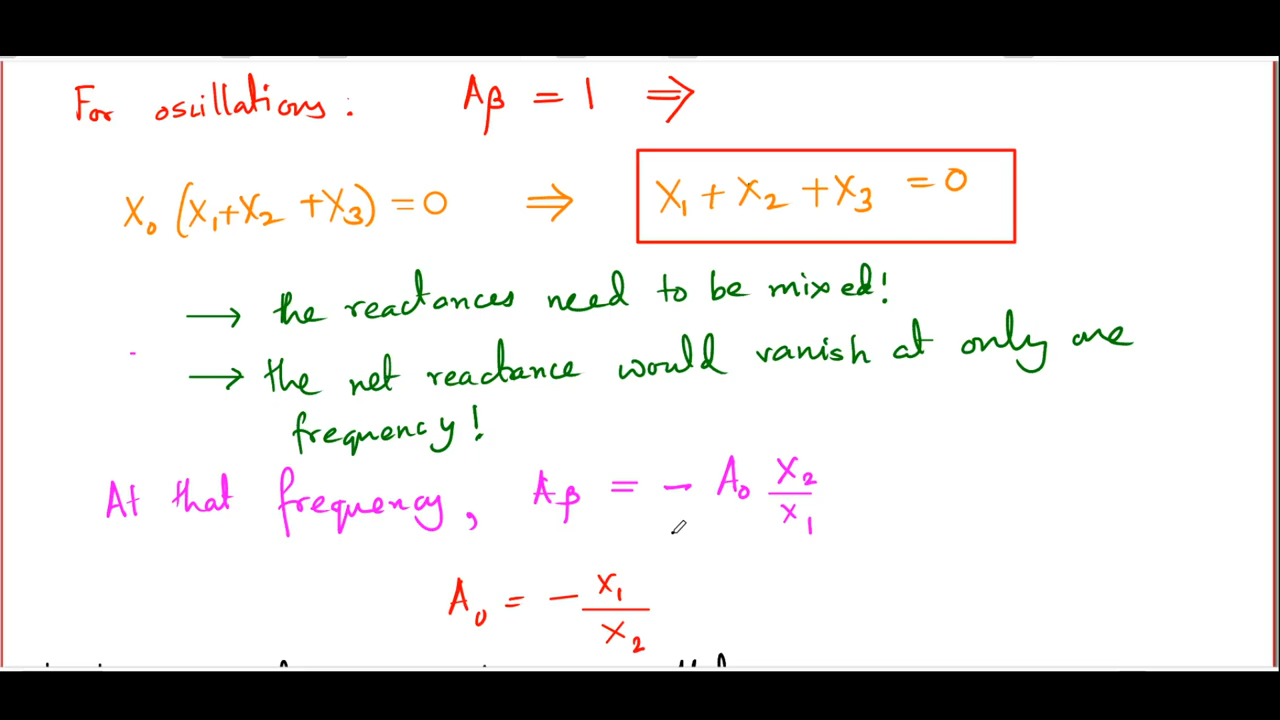 For oscillations : Aβ = 1 ⇒
X₀ (X₁+X₂ +X₃) = 0 ⇒ X₁ + X₂ + X₃ = 0
→ the reactances need to be mixed!
→ the net reactance would vanish at only one
frequency!
At that frequency, Aβ = - A₀ X₂/X₁
A₀ = - X₁/X₂